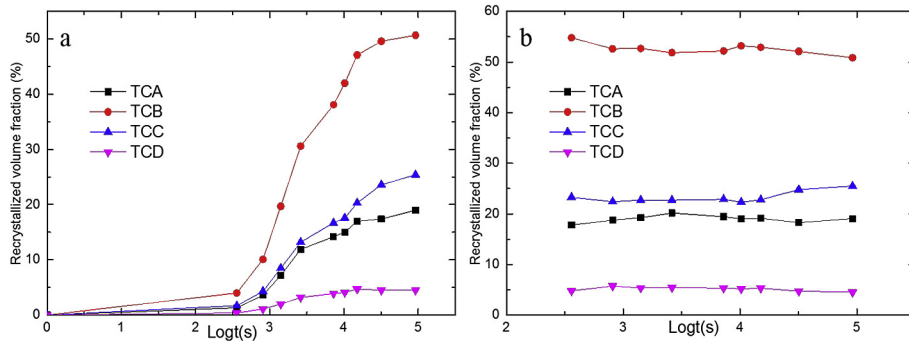 a
Recrystallized volume fraction (%)
50
40
30
20
10
0
TCA
TCB
TCC
TCD
0 1 2 3 4 5
Logt(s)
b
Recrystallized volume fraction (%)
60
50
40
30
20
10
0
TCA
TCB
TCC
TCD
2 3 4 5
Logt(s)